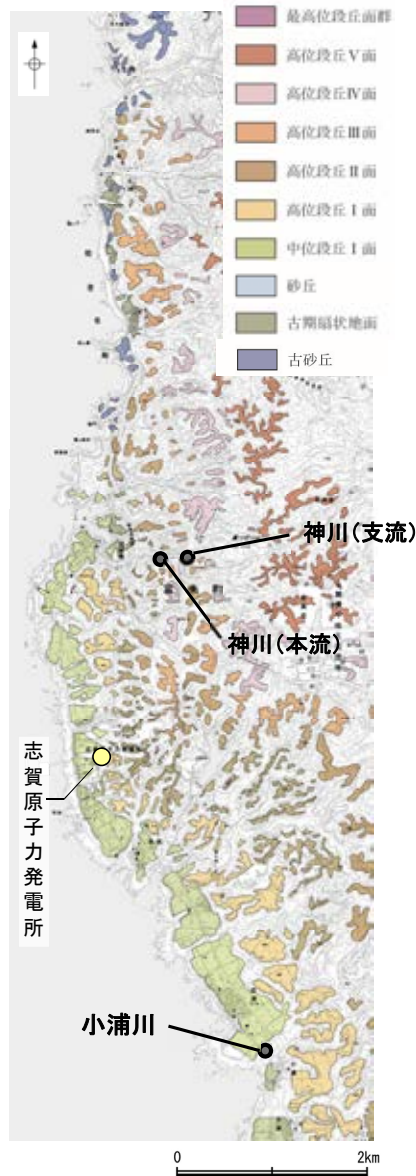 最高位段丘面群
高位段丘Ⅴ面
高位段丘Ⅳ面
高位段丘Ⅲ面
高位段丘Ⅱ面
高位段丘Ⅰ面
中位段丘Ⅰ面
砂丘
古期扇状地面
古砂丘
神川(支流)
神川(本流)
志賀原子力発電所
小浦川
0 2km